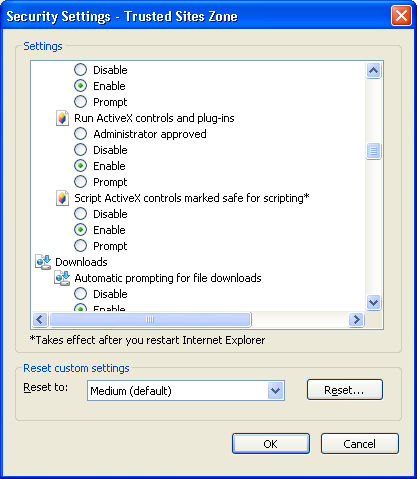 Security Settings - Trusted Sites Zone
Settings
Disable
Enable
Prompt
Run ActiveX controls and plug-ins
Administrator approved
Disable
Enable
Prompt
Script ActiveX controls marked safe for scripting*
Disable
Enable
Prompt
Downloads
Automatic prompting for file downloads
Disable
Enable
*Takes effect after you restart Internet Explorer
Reset custom settings
Reset to: Medium (default) Reset...
OK Cancel